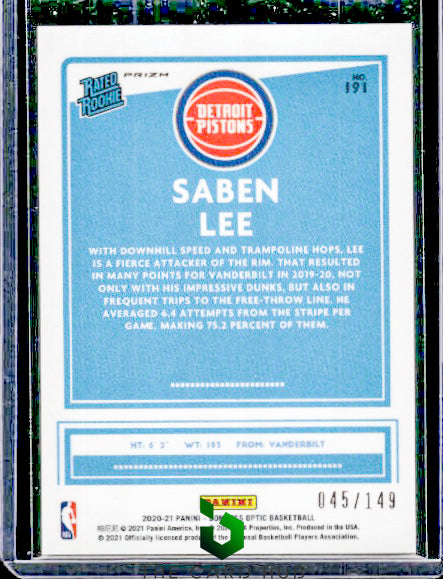 RATED
ROOKIE
PRIZM
NO.
191
DETROIT
PISTONS
SABEN
LEE
WITH DOWNHILL SPEED AND TRAMPOLINE HOPS, LEE
IS A FIERCE ATTACKER OF THE RIM. THAT RESULTED
IN MANY POINTS FOR VANDERBILT IN 2019-20, NOT
ONLY WITH HIS IMPRESSIVE DUNKS, BUT ALSO IN
FREQUENT TRIPS TO THE FREE-THROW LINE. HE
AVERAGED 6.4 ATTEMPTS FROM THE STRIPE PER
GAME, MAKING 75.2 PERCENT OF THEM.
HT: 6' 2" WT: 183 FROM: VANDERBILT
PANINI
045/149
2020-21 PANINI - OPTIC BASKETBALL
© 2021 Panini America, Properties, Inc. Produced in the USA.
© 2021 Officially licensed Basketball Players Association.
NBA